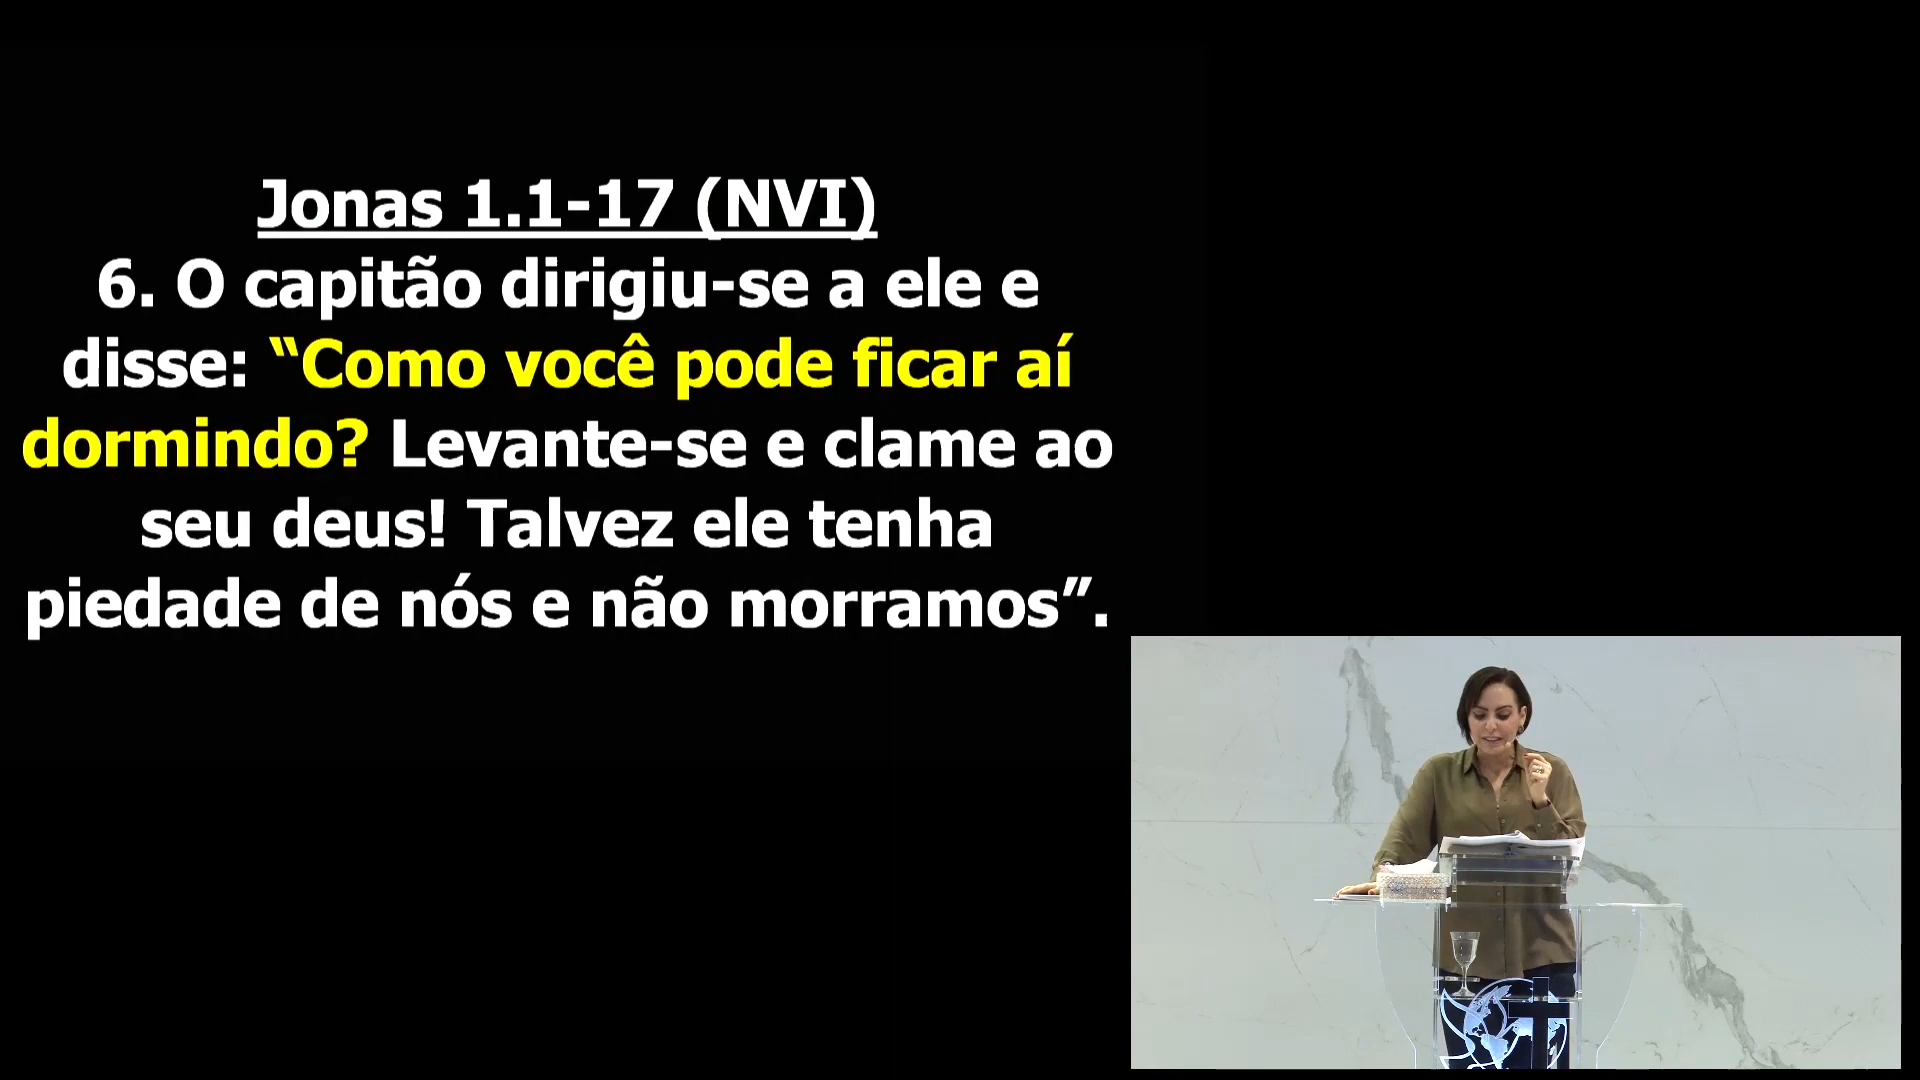 Jonas 1.1-17 (NVI)
6. O capitão dirigiu-se a ele e
disse: “Como você pode ficar aí
dormindo? Levante-se e clame ao
seu deus! Talvez ele tenha
piedade de nós e não morramos”.